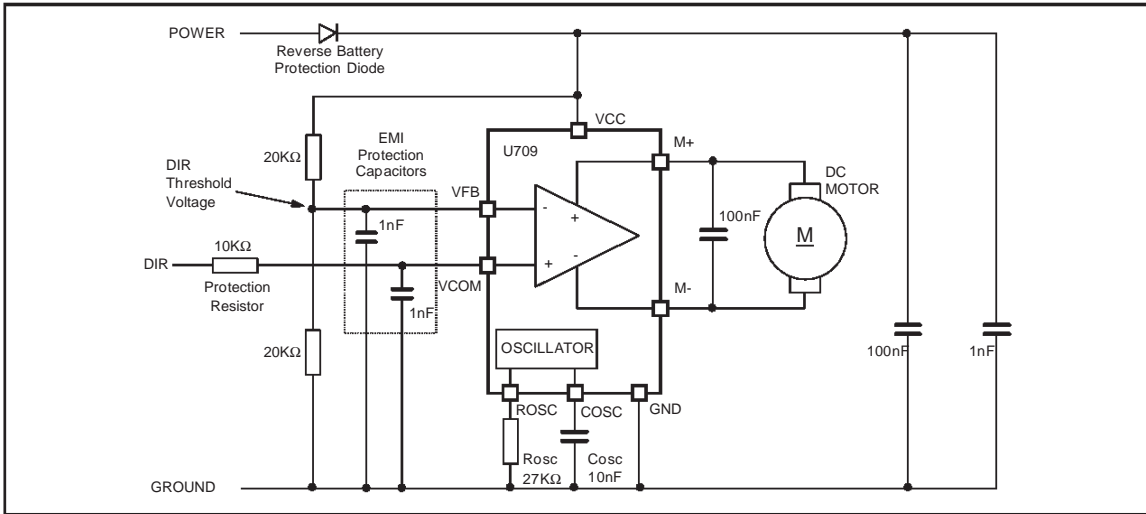 POWER
Reverse Battery
Protection Diode
VCC
U709
M+
20KΩ
EMI
Protection
Capacitors
DIR
Threshold
Voltage
VFB
-
+
DC
MOTOR
1nF
100nF
M
10KΩ
DIR
Protection
Resistor
VCOM
+
-
M-
1nF
20KΩ
OSCILLATOR
100nF
1nF
ROSC
COSC
GND
Rosc
27KΩ
Cosc
10nF
GROUND